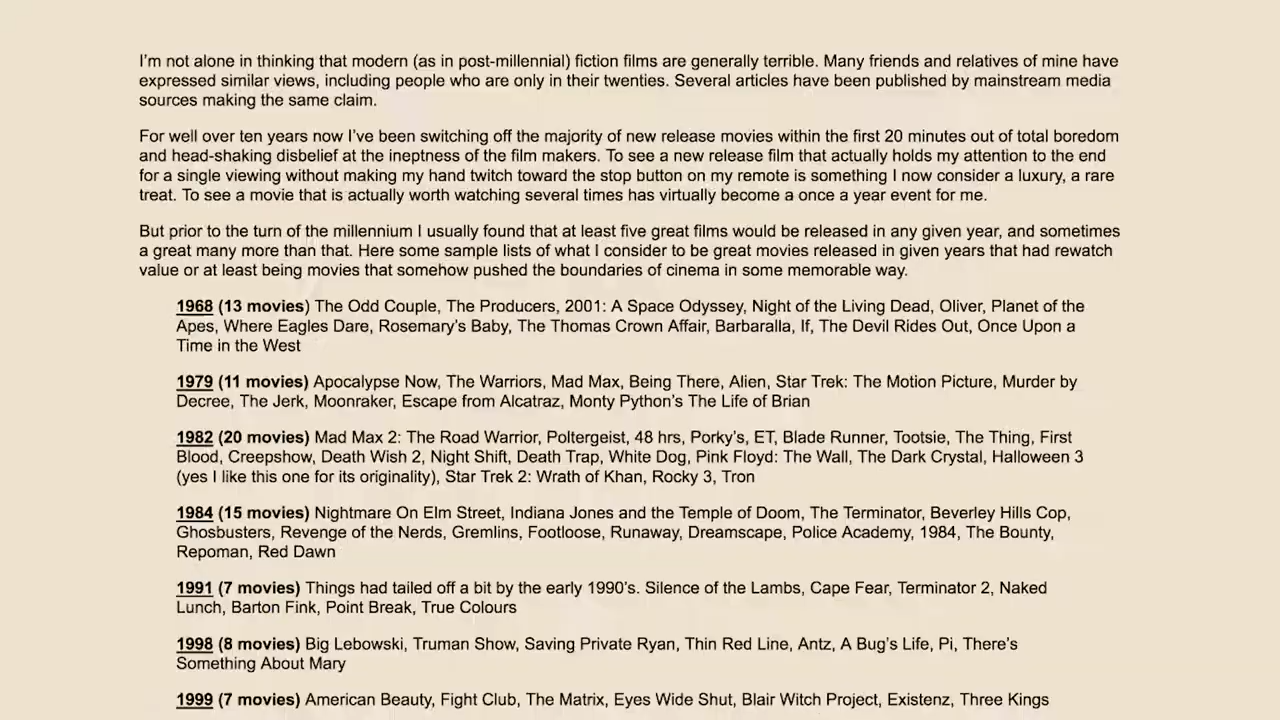 I'm not alone in thinking that modern (as in post-millennial) fiction films are generally terrible. Many friends and relatives of mine have
expressed similar views, including people who are only in their twenties. Several articles have been published by mainstream media
sources making the same claim.
For well over ten years now I've been switching off the majority of new release movies within the first 20 minutes out of total boredom
and head-shaking disbelief at the ineptness of the film makers. To see a new release film that actually holds my attention to the end
for a single viewing without making my hand twitch toward the stop button on my remote is something I now consider a luxury, a rare
treat. To see a movie that is actually worth watching several times has virtually become a once a year event for me.
But prior to the turn of the millennium I usually found that at least five great films would be released in any given year, and sometimes
a great many more than that. Here some sample lists of what I consider to be great movies released in given years that had rewatch
value or at least being movies that somehow pushed the boundaries of cinema in some memorable way.
1968 (13 movies) The Odd Couple, The Producers, 2001: A Space Odyssey, Night of the Living Dead, Oliver, Planet of the
Apes, Where Eagles Dare, Rosemary's Baby, The Thomas Crown Affair, Barbaralla, If, The Devil Rides Out, Once Upon a
Time in the West
1979 (11 movies) Apocalypse Now, The Warriors, Mad Max, Being There, Alien, Star Trek: The Motion Picture, Murder by
Decree, The Jerk, Moonraker, Escape from Alcatraz, Monty Python's The Life of Brian
1982 (20 movies) Mad Max 2: The Road Warrior, Poltergeist, 48 hrs, Porky's, ET, Blade Runner, Tootsie, The Thing, First
Blood, Creepshow, Death Wish 2, Night Shift, Death Trap, White Dog, Pink Floyd: The Wall, The Dark Crystal, Halloween 3
(yes I like this one for its originality), Star Trek 2: Wrath of Khan, Rocky 3, Tron
1984 (15 movies) Nightmare On Elm Street, Indiana Jones and the Temple of Doom, The Terminator, Beverley Hills Cop,
Ghostbusters, Revenge of the Nerds, Gremlins, Footloose, Runaway, Dreamscape, Police Academy, 1984, The Bounty,
Repoman, Red Dawn
1991 (7 movies) Things had tailed off a bit by the early 1990's. Silence of the Lambs, Cape Fear, Terminator 2, Naked
Lunch, Barton Fink, Point Break, True Colours
1998 (8 movies) Big Lebowski, Truman Show, Saving Private Ryan, Thin Red Line, Antz, A Bug's Life, Pi, There's
Something About Mary
1999 (7 movies) American Beauty, Fight Club, The Matrix, Eyes Wide Shut, Blair Witch Project, Existenz, Three Kings